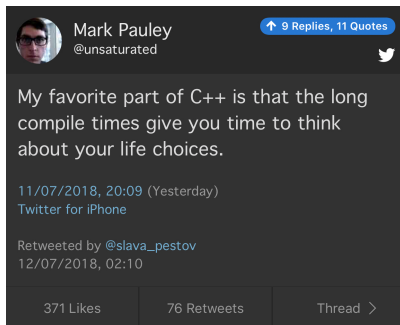 Mark Pauley
9 Replies, 11 Quotes
@unsaturated
My favorite part of C++ is that the long
compile times give you time to think
about your life choices.
11/07/2018, 20:09 (Yesterday)
Twitter for iPhone
Retweeted by @slava_pestov
12/07/2018, 02:10
371 Likes
76 Retweets
Thread